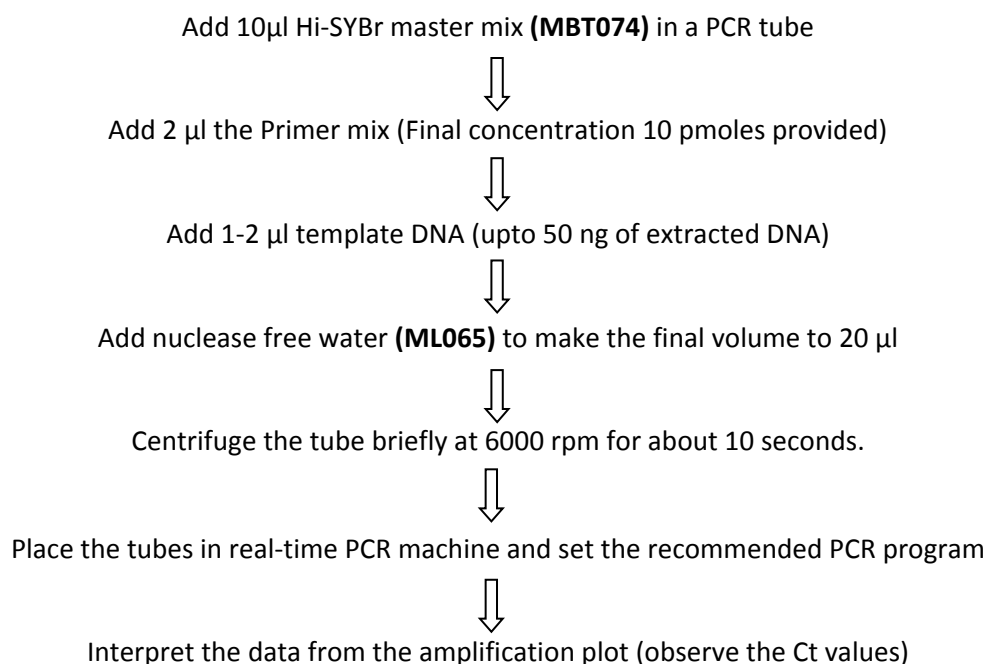 Add 10µl Hi-SYBr master mix (MBT074) in a PCR tube
Add 2 µl the Primer mix (Final concentration 10 pmoles provided)
Add 1-2 µl template DNA (upto 50 ng of extracted DNA)
Add nuclease free water (ML065) to make the final volume to 20 µl
Centrifuge the tube briefly at 6000 rpm for about 10 seconds.
Place the tubes in real-time PCR machine and set the recommended PCR program
Interpret the data from the amplification plot (observe the Ct values)